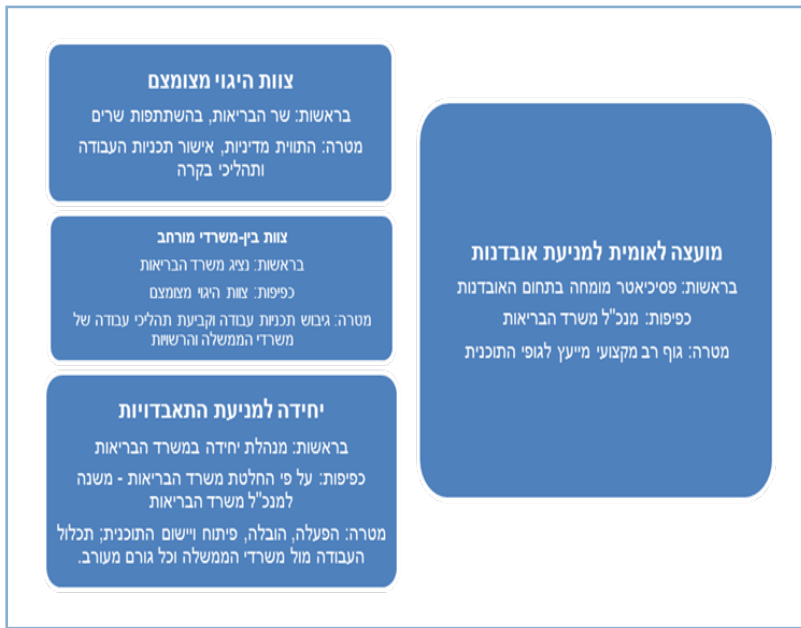 מועצה לאומית למניעת אובדנות
בראשות: פסיכיאטר מומחה בתחום האובדנות
כפיפות: מנכ"ל משרד הבריאות
מטרה: גוף רב מקצועי מייעץ לגופי התוכנית
צוות היגוי מצומצם
בראשות: שר הבריאות, בהשתתפות שרים
מטרה: התווית מדיניות, אישור תכניות העבודה
ותהליכי בקרה
צוות בין-משרדי מורחב
בראשות: נציג משרד הבריאות
כפיפות: צוות היגוי מצומצם
מטרה: גיבוש תכניות עבודה וקביעת תהליכי עבודה של
משרדי הממשלה והרשויות
יחידה למניעת התאבדויות
בראשות: מנהלת יחידה במשרד הבריאות
כפיפות: על פי החלטת משרד הבריאות - משנה
למנכ"ל משרד הבריאות
מטרה: הפעלה, הובלה, פיתוח ויישום התוכנית; תכלול
העבודה מול משרדי הממשלה וכל גורם מעורב.